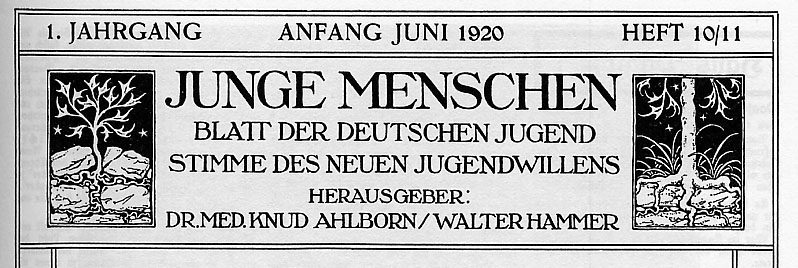 1. JAHRGANG ANFANG JUNI 1920 HEFT 10/11
JUNGE MENSCHEN
BLATT DER DEUTSCHEN JUGEND
STIMME DES NEUEN JUGENDWILLENS
HERAUSGEBER:
DR.MED.KNUD AHLBORN/WALTER HAMMER